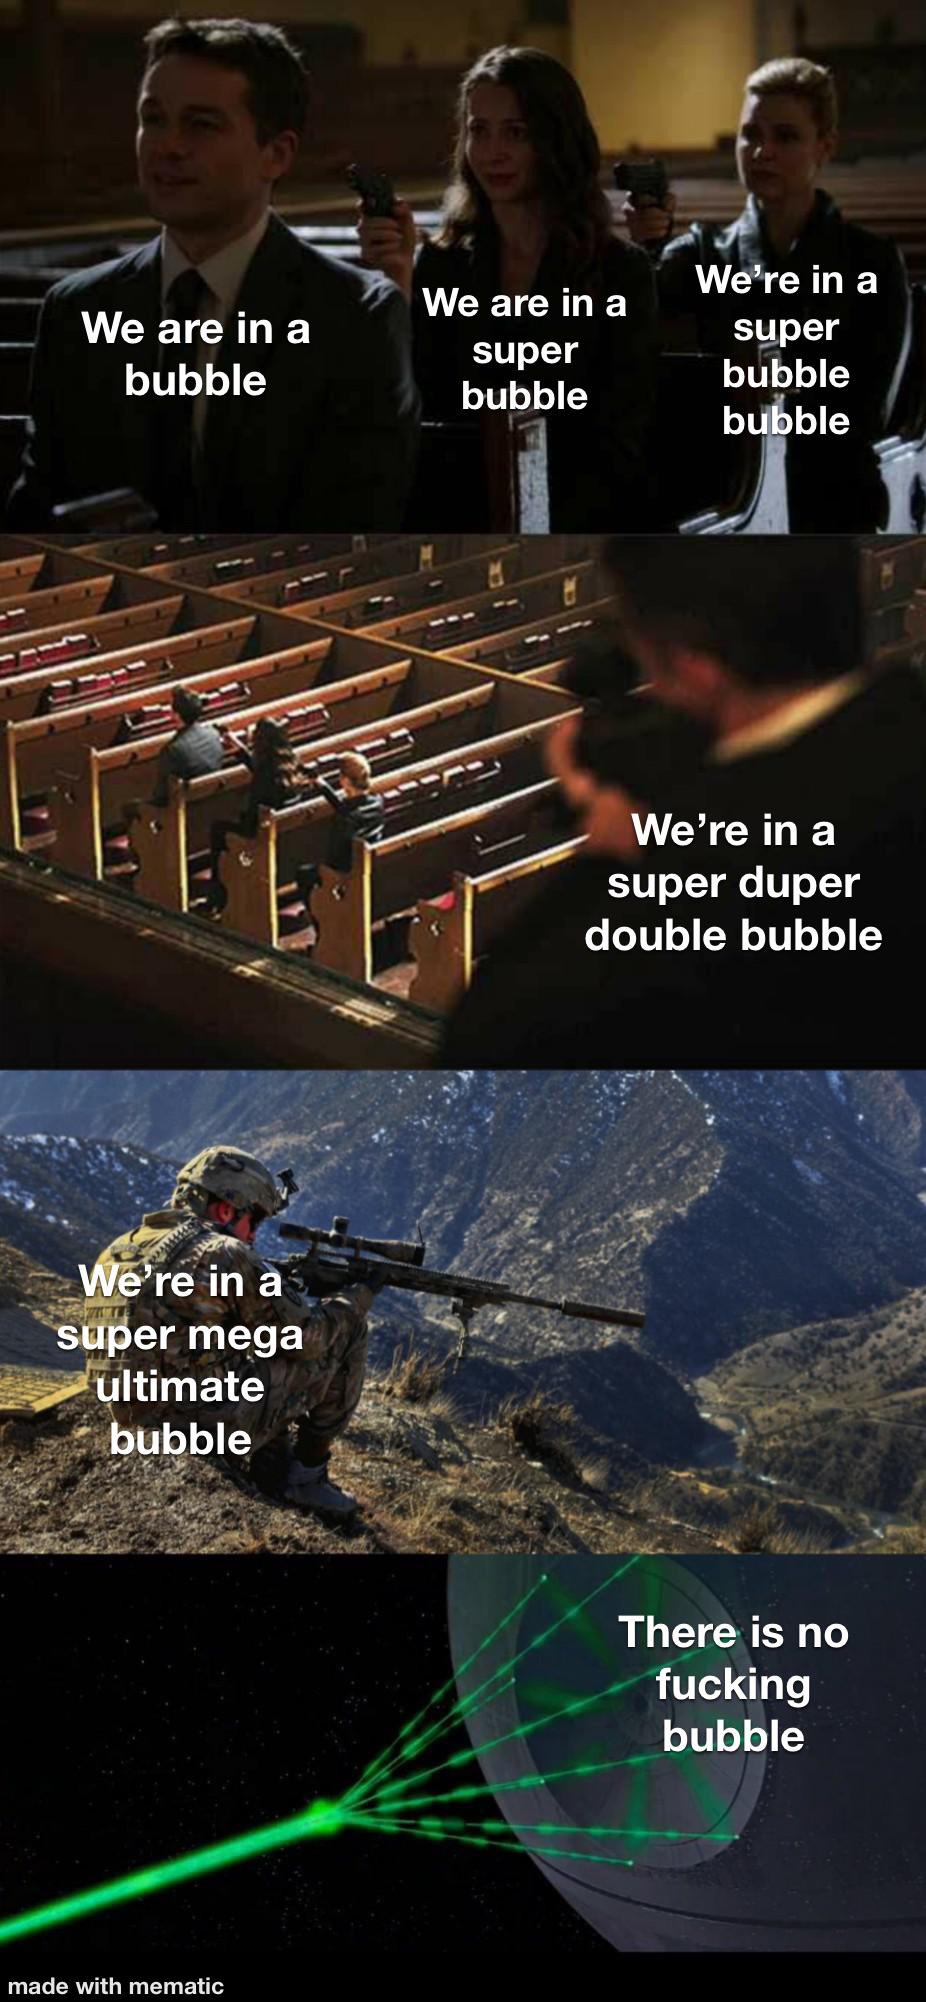 We are in a
bubble
We are in a
super
bubble
We’re in a
super
bubble
bubble
We’re in a
super duper
double bubble
We’re in a
super mega
ultimate
bubble
There is no
fucking
bubble
made with mematic